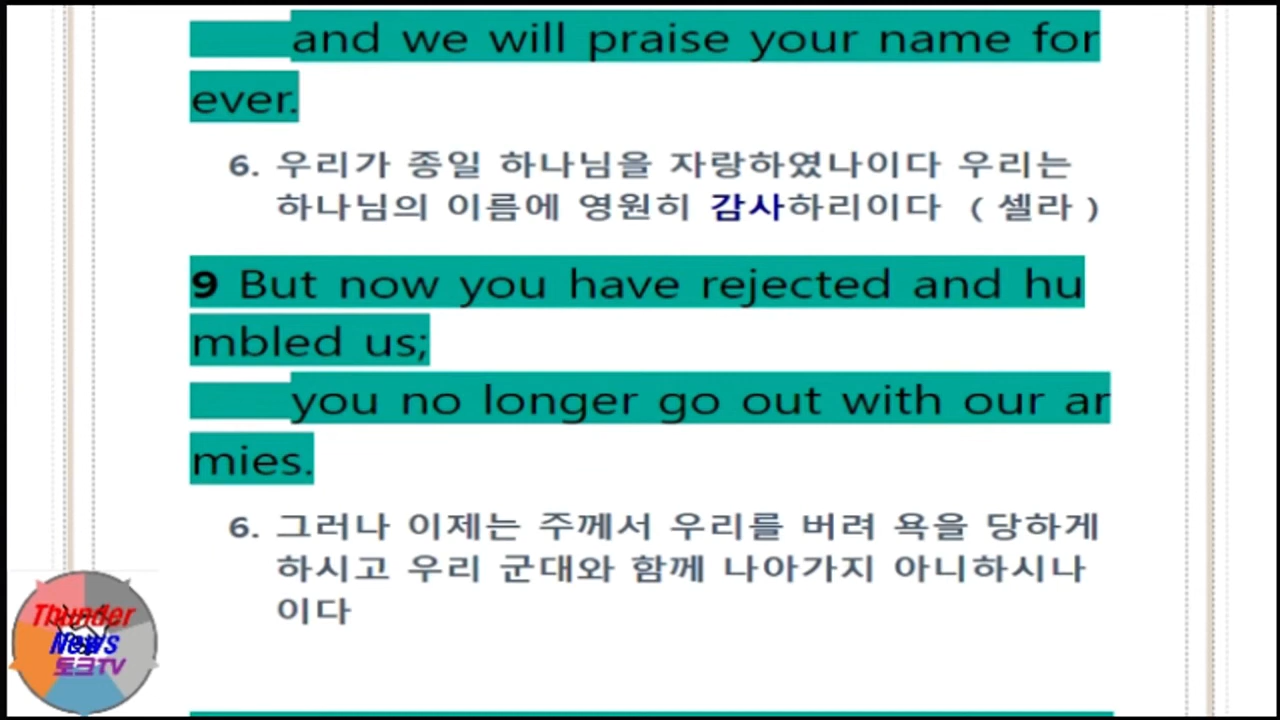 and we will praise your name for
ever.
6. 우리가 종일 하나님을 자랑하였나이다 우리는
하나님의 이름에 영원히 감사하리이다 ( 셀라 )
9 But now you have rejected and hu
mbled us;
you no longer go out with our ar
mies.
6. 그러나 이제는 주께서 우리를 버려 욕을 당하게
하시고 우리 군대와 함께 나아가지 아니하시나
이다
Thunder
News
토크TV